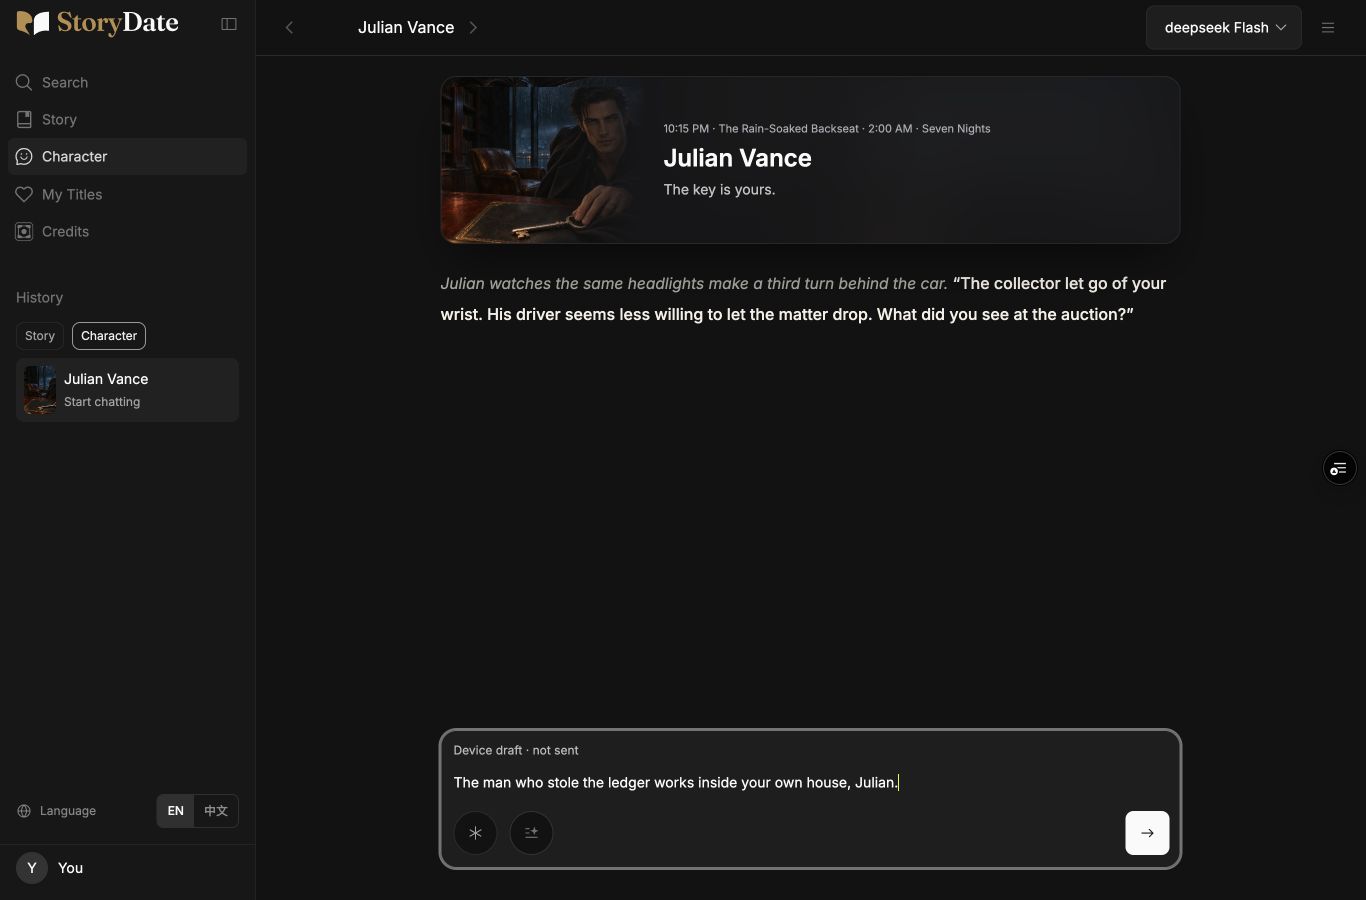 StoryDate
Search
Story
Character
My Titles
Credits
History
Story
Character
Julian Vance
Start chatting
Language
EN
中文
Y
You
Julian Vance
deepseek Flash
10:15 PM · The Rain-Soaked Backseat · 2:00 AM · Seven Nights
Julian Vance
The key is yours.
Julian watches the same headlights make a third turn behind the car. “The collector let go of your
wrist. His driver seems less willing to let the matter drop. What did you see at the auction?”
Device draft · not sent
The man who stole the ledger works inside your own house, Julian.